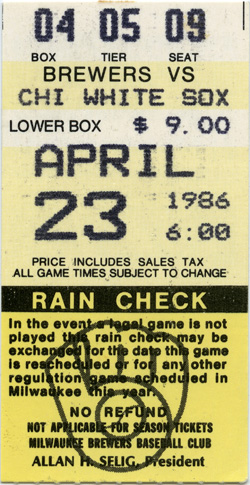 04 05 09
BOX TIER SEAT
BREWERS VS
CHI WHITE SOX
LOWER BOX $ 9.00
APRIL
23 1986
6:00
PRICE INCLUDES SALES TAX
ALL GAME TIMES SUBJECT TO CHANGE
RAIN CHECK
In the event a legal game is not
played this rain check may be
exchanged for the date this game
is rescheduled or for any other
regulation game scheduled in
Milwaukee this year.
NO REFUND
NOT APPLICABLE FOR SEASON TICKETS
MILWAUKEE BREWERS BASEBALL CLUB
ALLAN H. SELIG, President